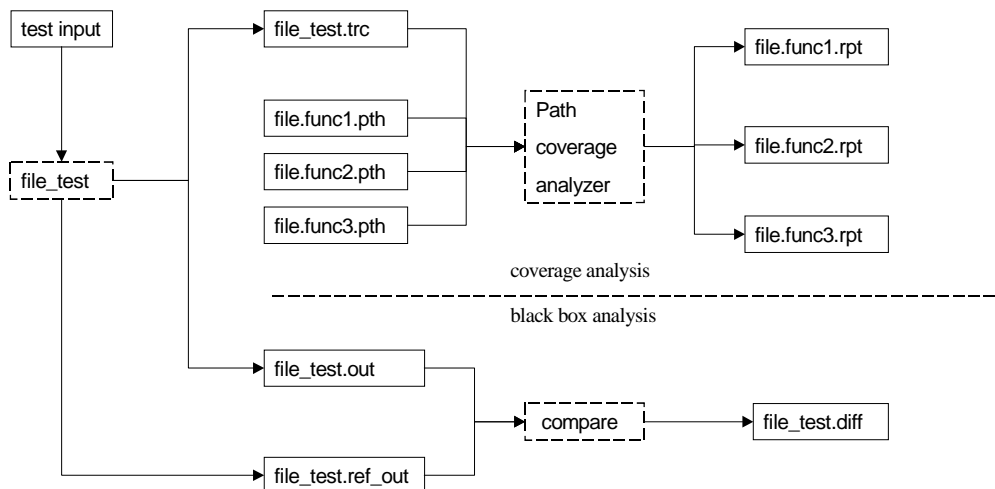 test input
file_test
file_test.trc
file.func1.pth
file.func2.pth
file.func3.pth
Path
coverage
analyzer
file.func1.rpt
file.func2.rpt
file.func3.rpt
coverage analysis
black box analysis
file_test.out
file_test.ref_out
compare
file_test.diff